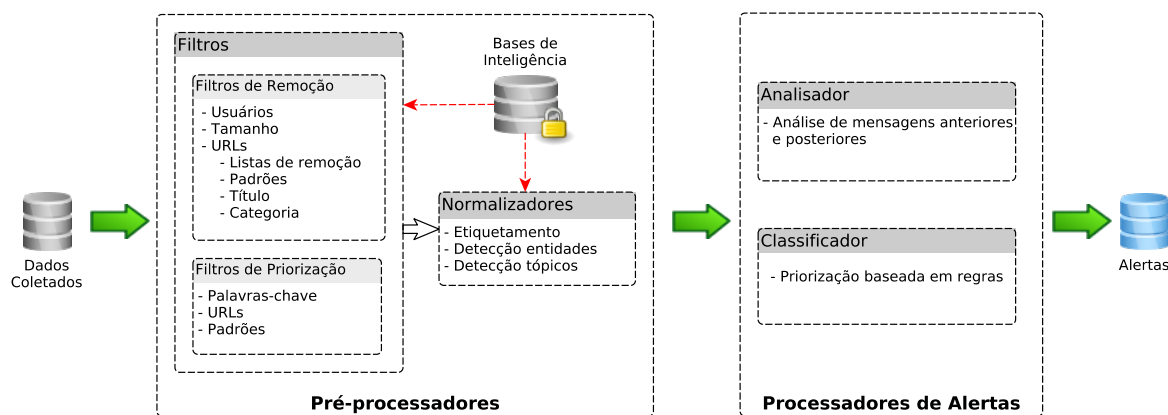 Dados
Coletados
Filtros
Filtros de Remoção
- Usuários
- Tamanho
- URLs
- Listas de remoção
- Padrões
- Título
- Categoria
Filtros de Priorização
- Palavras-chave
- URLs
- Padrões
Bases de
Inteligência
Normalizadores
- Etiquetamento
- Detecção entidades
- Detecção tópicos
Pré-processadores
Analisador
- Análise de mensagens anteriores
e posteriores
Classificador
- Priorização baseada em regras
Processadores de Alertas
Alertas